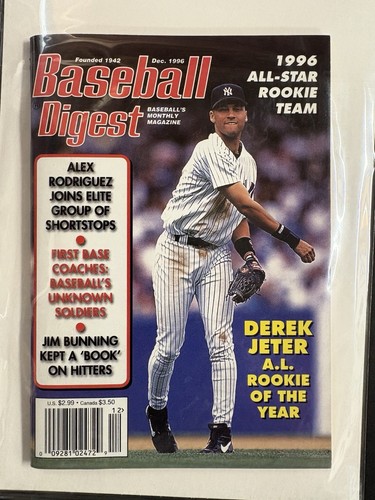 Founded 1942
Dec. 1996
Baseball
Digest
BASEBALL'S
MONTHLY
MAGAZINE
1996
ALL-STAR
ROOKIE
TEAM
NY
ALEX
RODRIGUEZ
JOINS ELITE
GROUP OF
SHORTSTOPS
FIRST BASE
COACHES:
BASEBALL'S
UNKNOWN
SOLDIERS
JIM BUNNING
KEPT A 'BOOK'
ON HITTERS
DEREK
JETER
A.L.
ROOKIE
OF THE
YEAR
U.S. $2.99 • Canada $3.50
12>
0 09281 02472 9